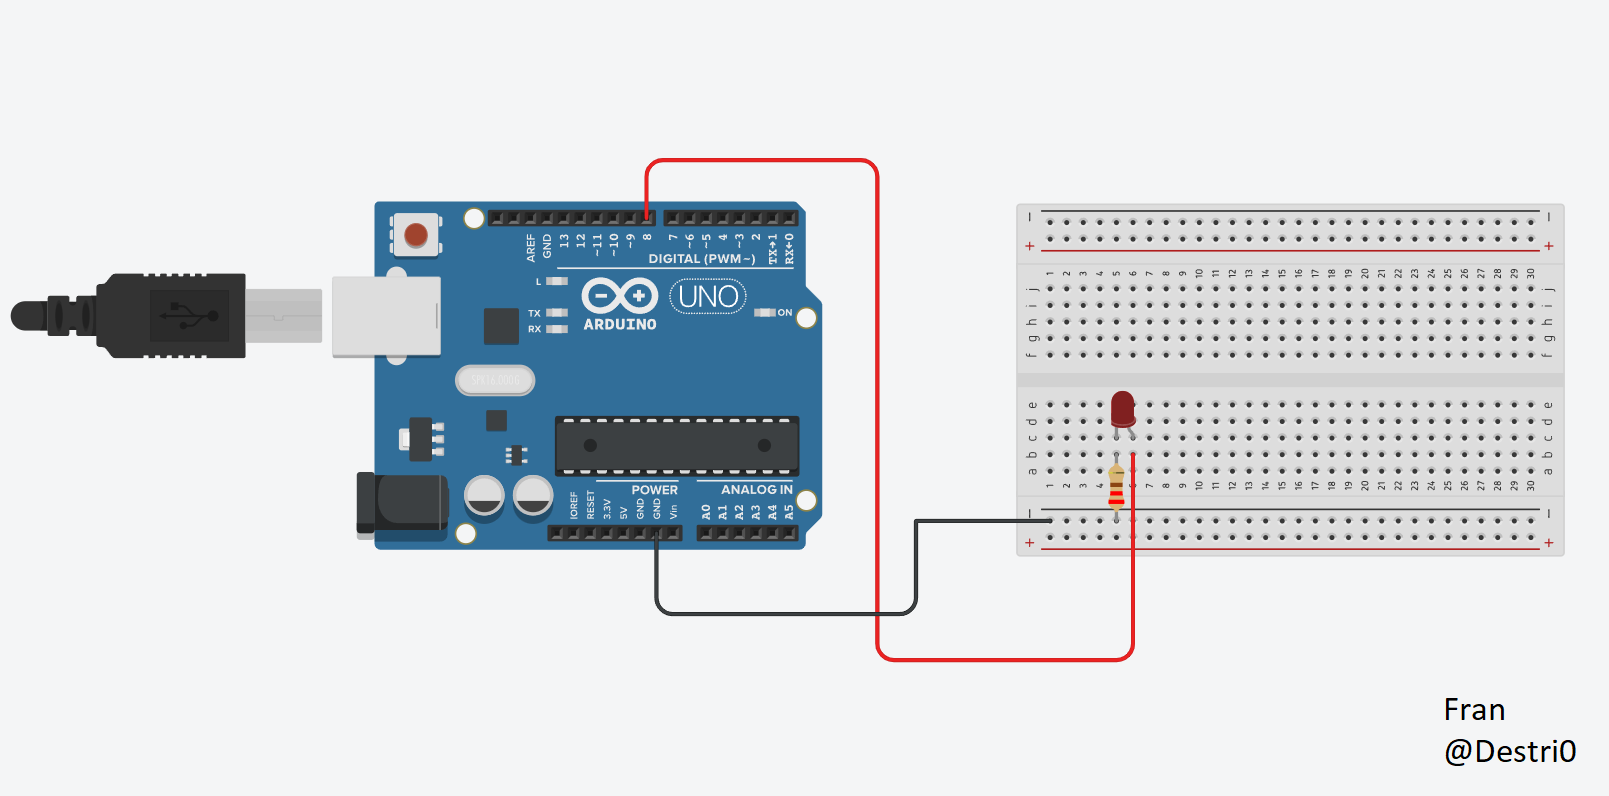 AREF
GND
13
12
~11
~10
~9
8
7
~6
~5
4
~3
2
TX→1
RX←0
DIGITAL (PWM~)
L
TX
RX
ARDUINO
UNO
ON
IOREF
RESET
3.3V
5V
GND
GND
Vin
POWER
A0
A1
A2
A3
A4
A5
ANALOG IN
1 2 3 4 5 6 7 8 9 10 11 12 13 14 15 16 17 18 19 20 21 22 23 24 25 26 27 28 29 30
j j
i i
h h
g g
f f
e e
d d
c c
b b
a a
1 2 3 4 5 7 8 9 10 11 12 13 14 15 16 17 18 19 20 21 22 23 24 25 26 27 28 29 30
Fran
@Destri0